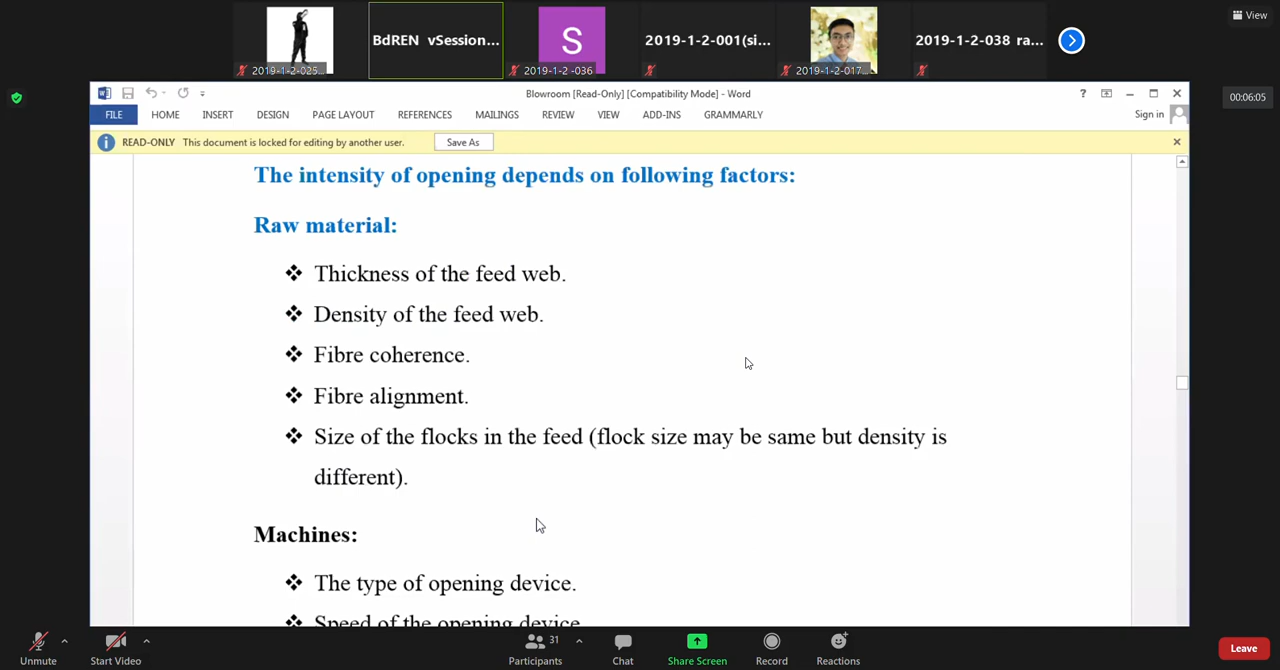 View
S
BdREN vSession...
2019-1-2-001(si...
2019-1-2-038 ra...
2019-1-2-025...
2019-1-2-036
2019-1-2-017...
00:06:05
Blowroom [Read-Only] [Compatibility Mode] - Word
FILE HOME INSERT DESIGN PAGE LAYOUT REFERENCES MAILINGS REVIEW VIEW ADD-INS GRAMMARLY Sign in
READ-ONLY This document is locked for editing by another user. Save As
The intensity of opening depends on following factors:
Raw material:
❖ Thickness of the feed web.
❖ Density of the feed web.
❖ Fibre coherence.
❖ Fibre alignment.
❖ Size of the flocks in the feed (flock size may be same but density is
different).
Machines:
❖ The type of opening device.
❖ Speed of the opening device
31
Unmute Start Video Participants Chat Share Screen Record Reactions Leave